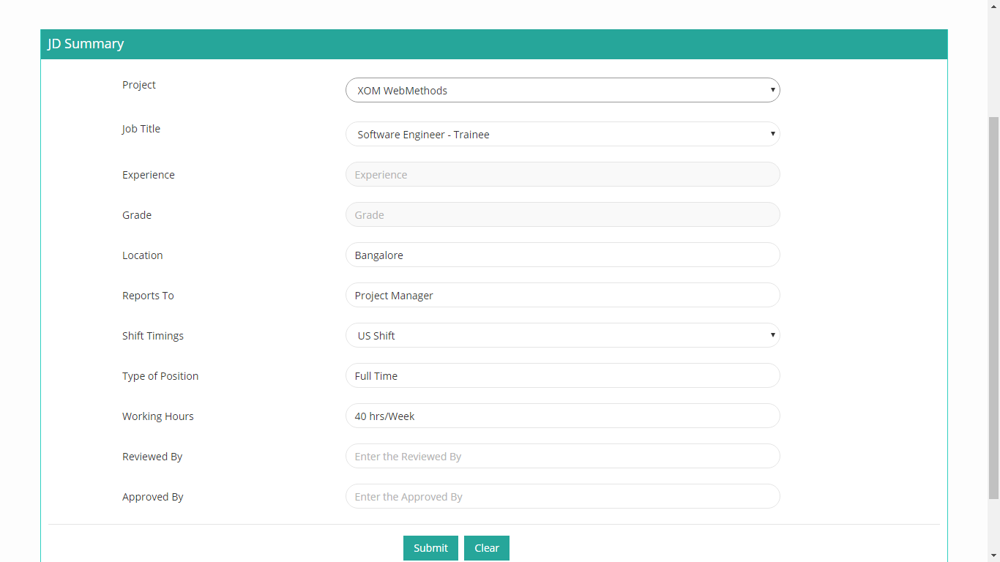 JD Summary
Project XOM WebMethods
Job Title Software Engineer - Trainee
Experience Experience
Grade Grade
Location Bangalore
Reports To Project Manager
Shift Timings US Shift
Type of Position Full Time
Working Hours 40 hrs/Week
Reviewed By Enter the Reviewed By
Approved By Enter the Approved By
Submit Clear